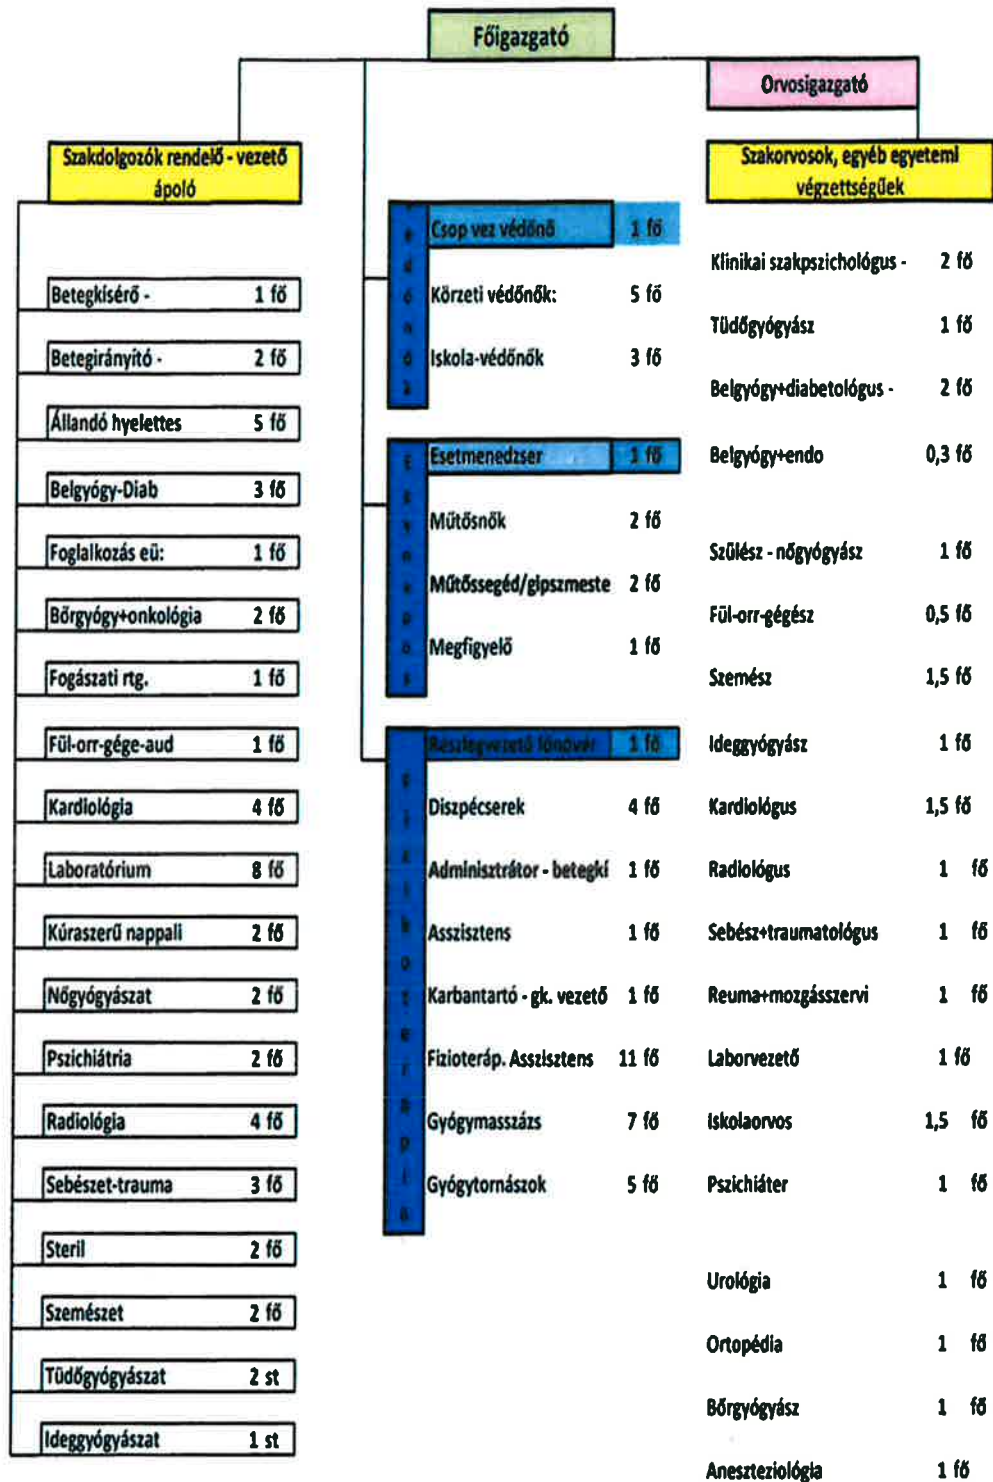 Főigazgató
Orvosigazgató
Szakdolgozók rendelő - vezető
ápoló
Betegkísérő - 1 fő
Betegirányító - 2 fő
Állandó hyelettes 5 fő
Belgyógy-Diab 3 fő
Foglalkozás eü: 1 fő
Bőrgyógy+onkológia 2 fő
Fogászati rtg. 1 fő
Fül-orr-gége-aud 1 fő
Kardiológia 4 fő
Laboratórium 8 fő
Kúraszerű nappali 2 fő
Nőgyógyászat 2 fő
Pszichiátria 2 fő
Radiológia 4 fő
Sebészet-trauma 3 fő
Steril 2 fő
Szemészet 2 fő
Tüdőgyógyászat 2 st
Ideggyógyászat 1 st
Csop vez védőnő 1 fő
Körzeti védőnők: 5 fő
Iskola-védőnők 3 fő
Esetmenedzser 1 fő
Műtősnők 2 fő
Műtőssegéd/gipszmeste 2 fő
Megfigyelő 1 fő
Részlegvezető főnővér 1 fő
Diszpécserek 4 fő
Adminisztrátor - betegkí 1 fő
Asszisztens 1 fő
Karbantartó - gk. vezető 1 fő
Fizioteráp. Asszisztens 11 fő
Gyógymasszázs 7 fő
Gyógytornászok 5 fő
Szakorvosok, egyéb egyetemi
végzettségűek
Klinikai szakpszichológus - 2 fő
Tüdőgyógyász 1 fő
Belgyógy+diabetológus - 2 fő
Belgyógy+endo 0,3 fő
Szülész - nőgyógyász 1 fő
Fül-orr-gégész 0,5 fő
Szemész 1,5 fő
Ideggyógyász 1 fő
Kardiológus 1,5 fő
Radiológus 1 fő
Sebész+traumatológus 1 fő
Reuma+mozgásszervi 1 fő
Laborvezető 1 fő
Iskolaorvos 1,5 fő
Pszichiáter 1 fő
Urológia 1 fő
Ortopédia 1 fő
Bőrgyógyász 1 fő
Aneszteziológia 1 fő